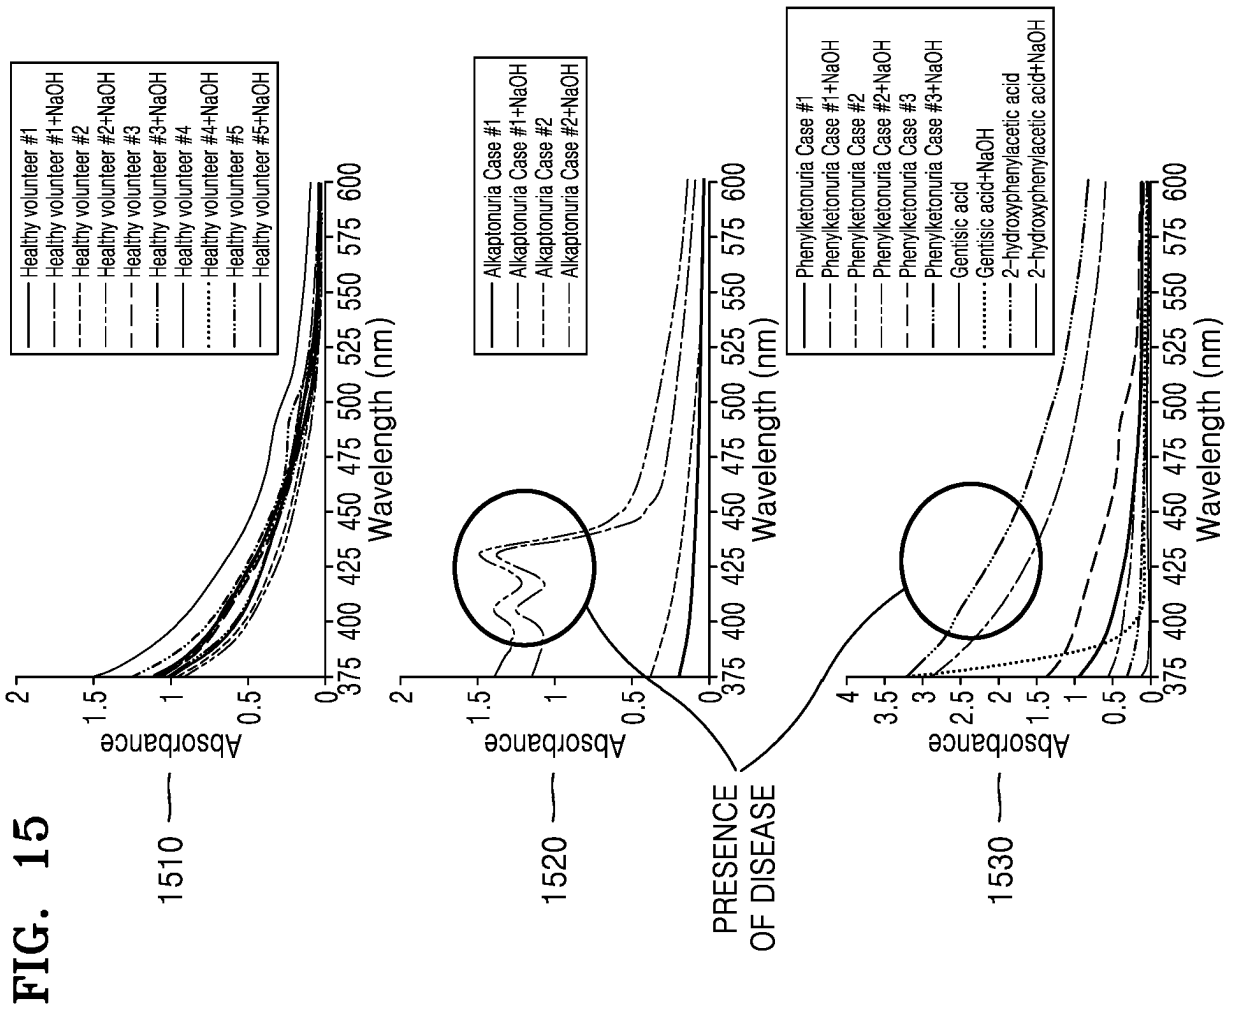 FIG. 15
1510
Absorbance
2
1.5
1
0.5
0
375 400 425 450 475 500 525 550 575 600
Wavelength (nm)
Healthy volunteer #1
Healthy volunteer #1+NaOH
Healthy volunteer #2
Healthy volunteer #2+NaOH
Healthy volunteer #3
Healthy volunteer #3+NaOH
Healthy volunteer #4
Healthy volunteer #4+NaOH
Healthy volunteer #5
Healthy volunteer #5+NaOH
1520
Absorbance
2
1.5
1
0.5
0
375 400 425 450 475 500 525 550 575 600
Wavelength (nm)
Alkaptonuria Case #1
Alkaptonuria Case #1+NaOH
Alkaptonuria Case #2
Alkaptonuria Case #2+NaOH
PRESENCE
OF DISEASE
1530
Absorbance
4
3.5
3
2.5
2
1.5
1
0.5
0
375 400 425 450 475 500 525 550 575 600
Wavelength (nm)
Phenylketonuria Case #1
Phenylketonuria Case #1+NaOH
Phenylketonuria Case #2
Phenylketonuria Case #2+NaOH
Phenylketonuria Case #3
Phenylketonuria Case #3+NaOH
Gentisic acid
Gentisic acid+NaOH
2-hydroxyphenylacetic acid
2-hydroxyphenylacetic acid+NaOH